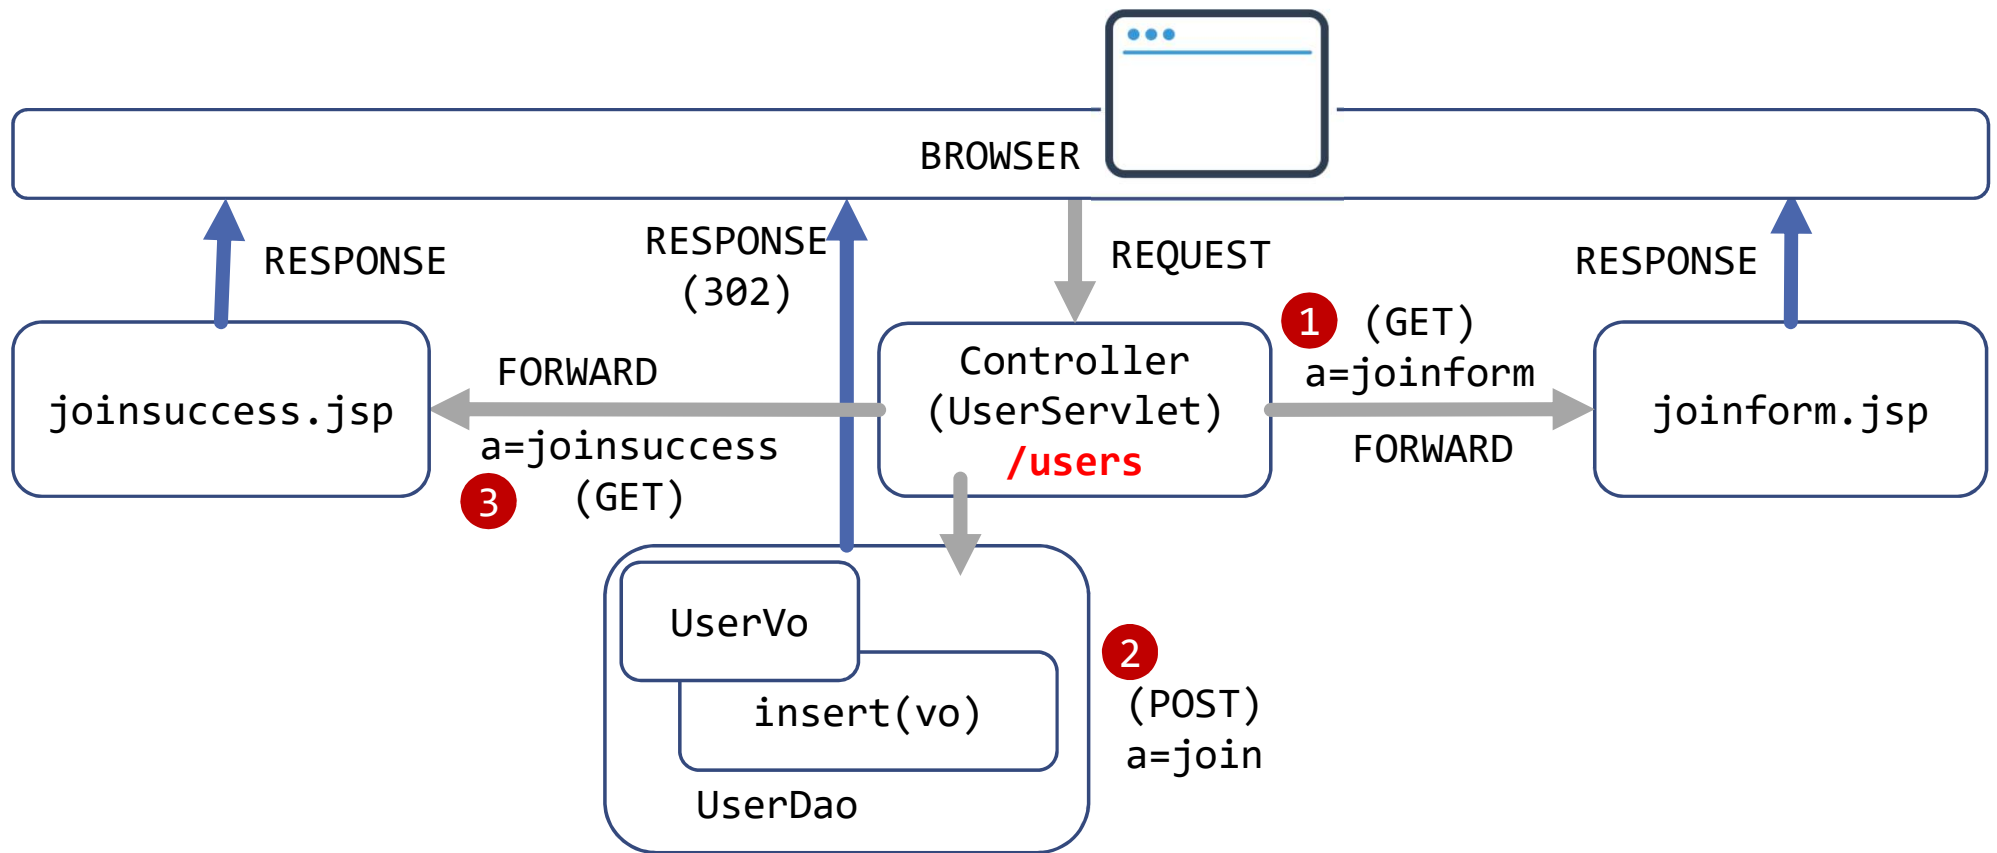 BROWSER
RESPONSE
RESPONSE
(302)
REQUEST
RESPONSE
1 (GET)
a=joinform
FORWARD
joinsuccess.jsp
FORWARD
a=joinsuccess
3 (GET)
Controller
(UserServlet)
/users
joinform.jsp
UserVo
insert(vo)
UserDao
2
(POST)
a=join